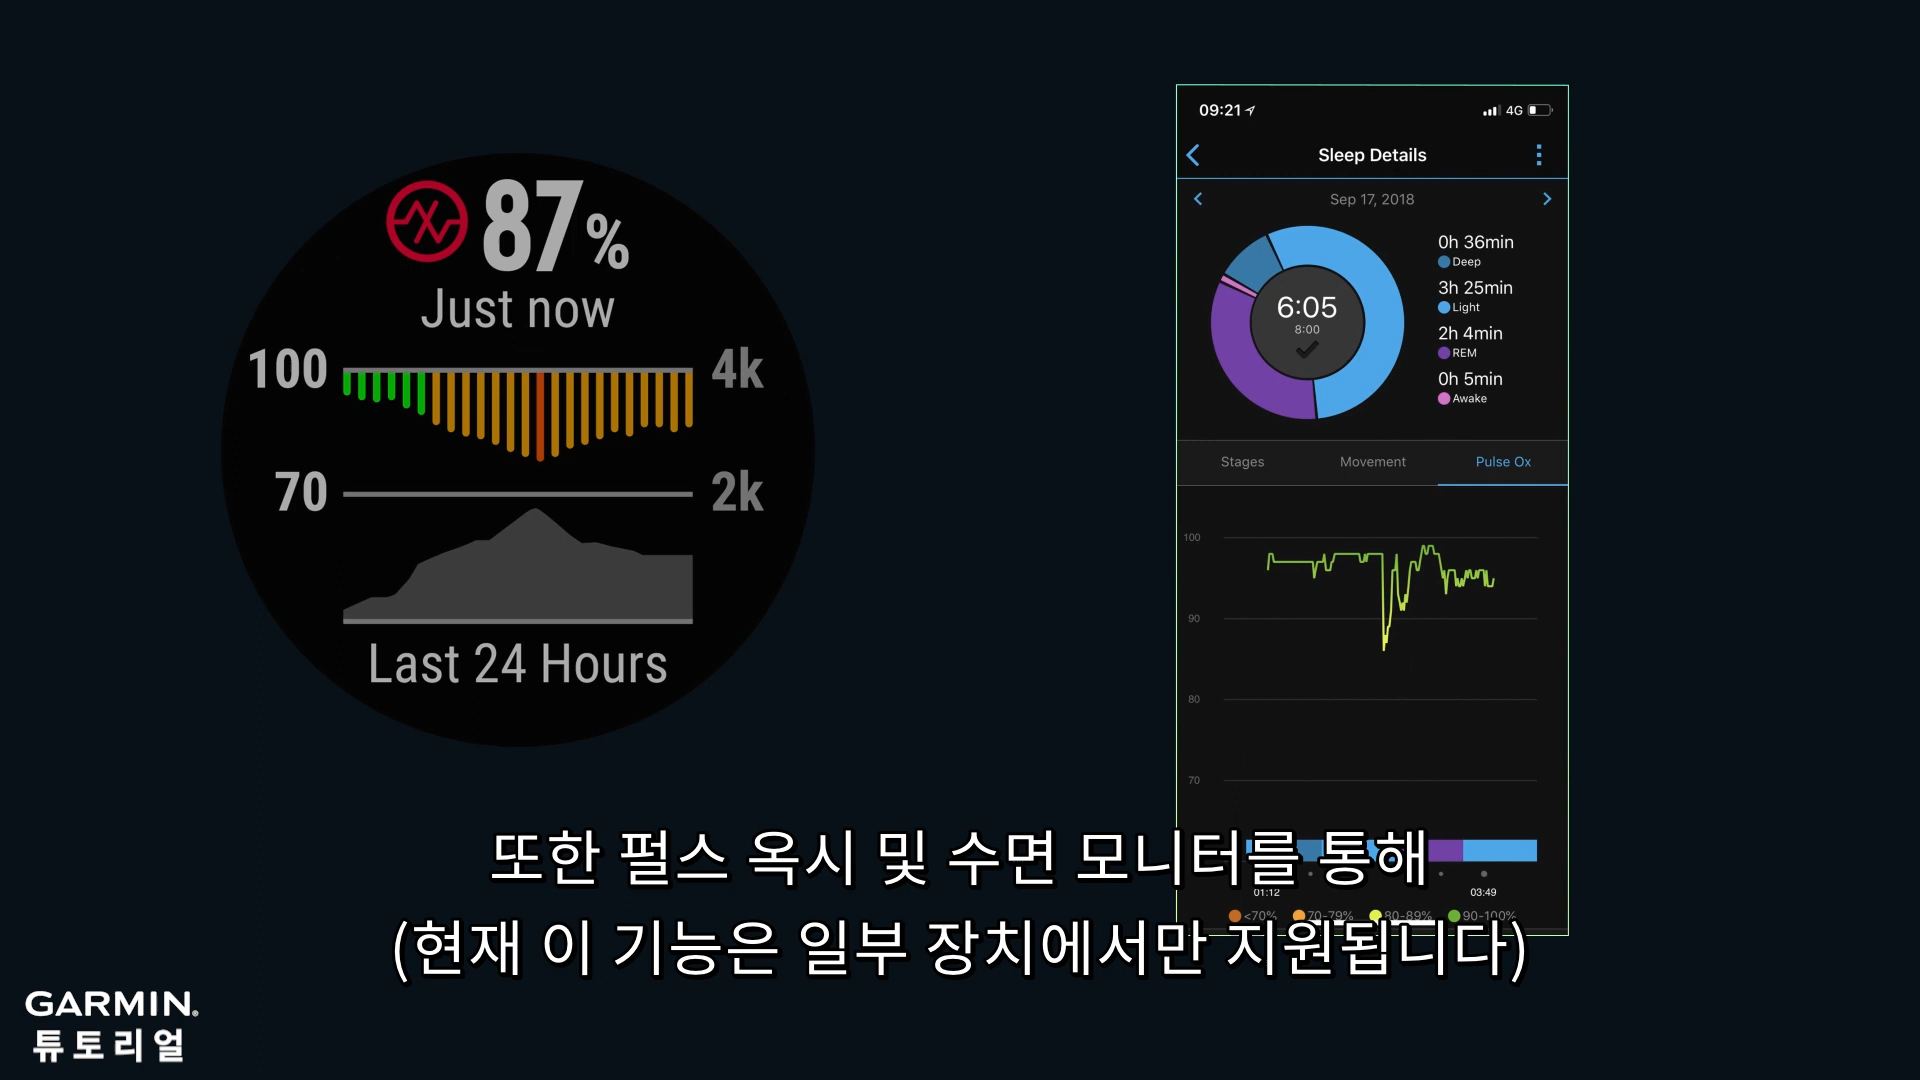 87%
Just now
100
4k
70
2k
Last 24 Hours
09:21
4G
Sleep Details
Sep 17, 2018
6:05
8:00
0h 36min
Deep
3h 25min
Light
2h 4min
REM
0h 5min
Awake
Stages Movement Pulse Ox
100
90
80
70
01:12
03:49
<70% 70-79% 80-89% 90-100%
또한 펄스 옥시 및 수면 모니터를 통해
(현재 이 기능은 일부 장치에서만 지원됩니다)
GARMIN®
튜토리얼